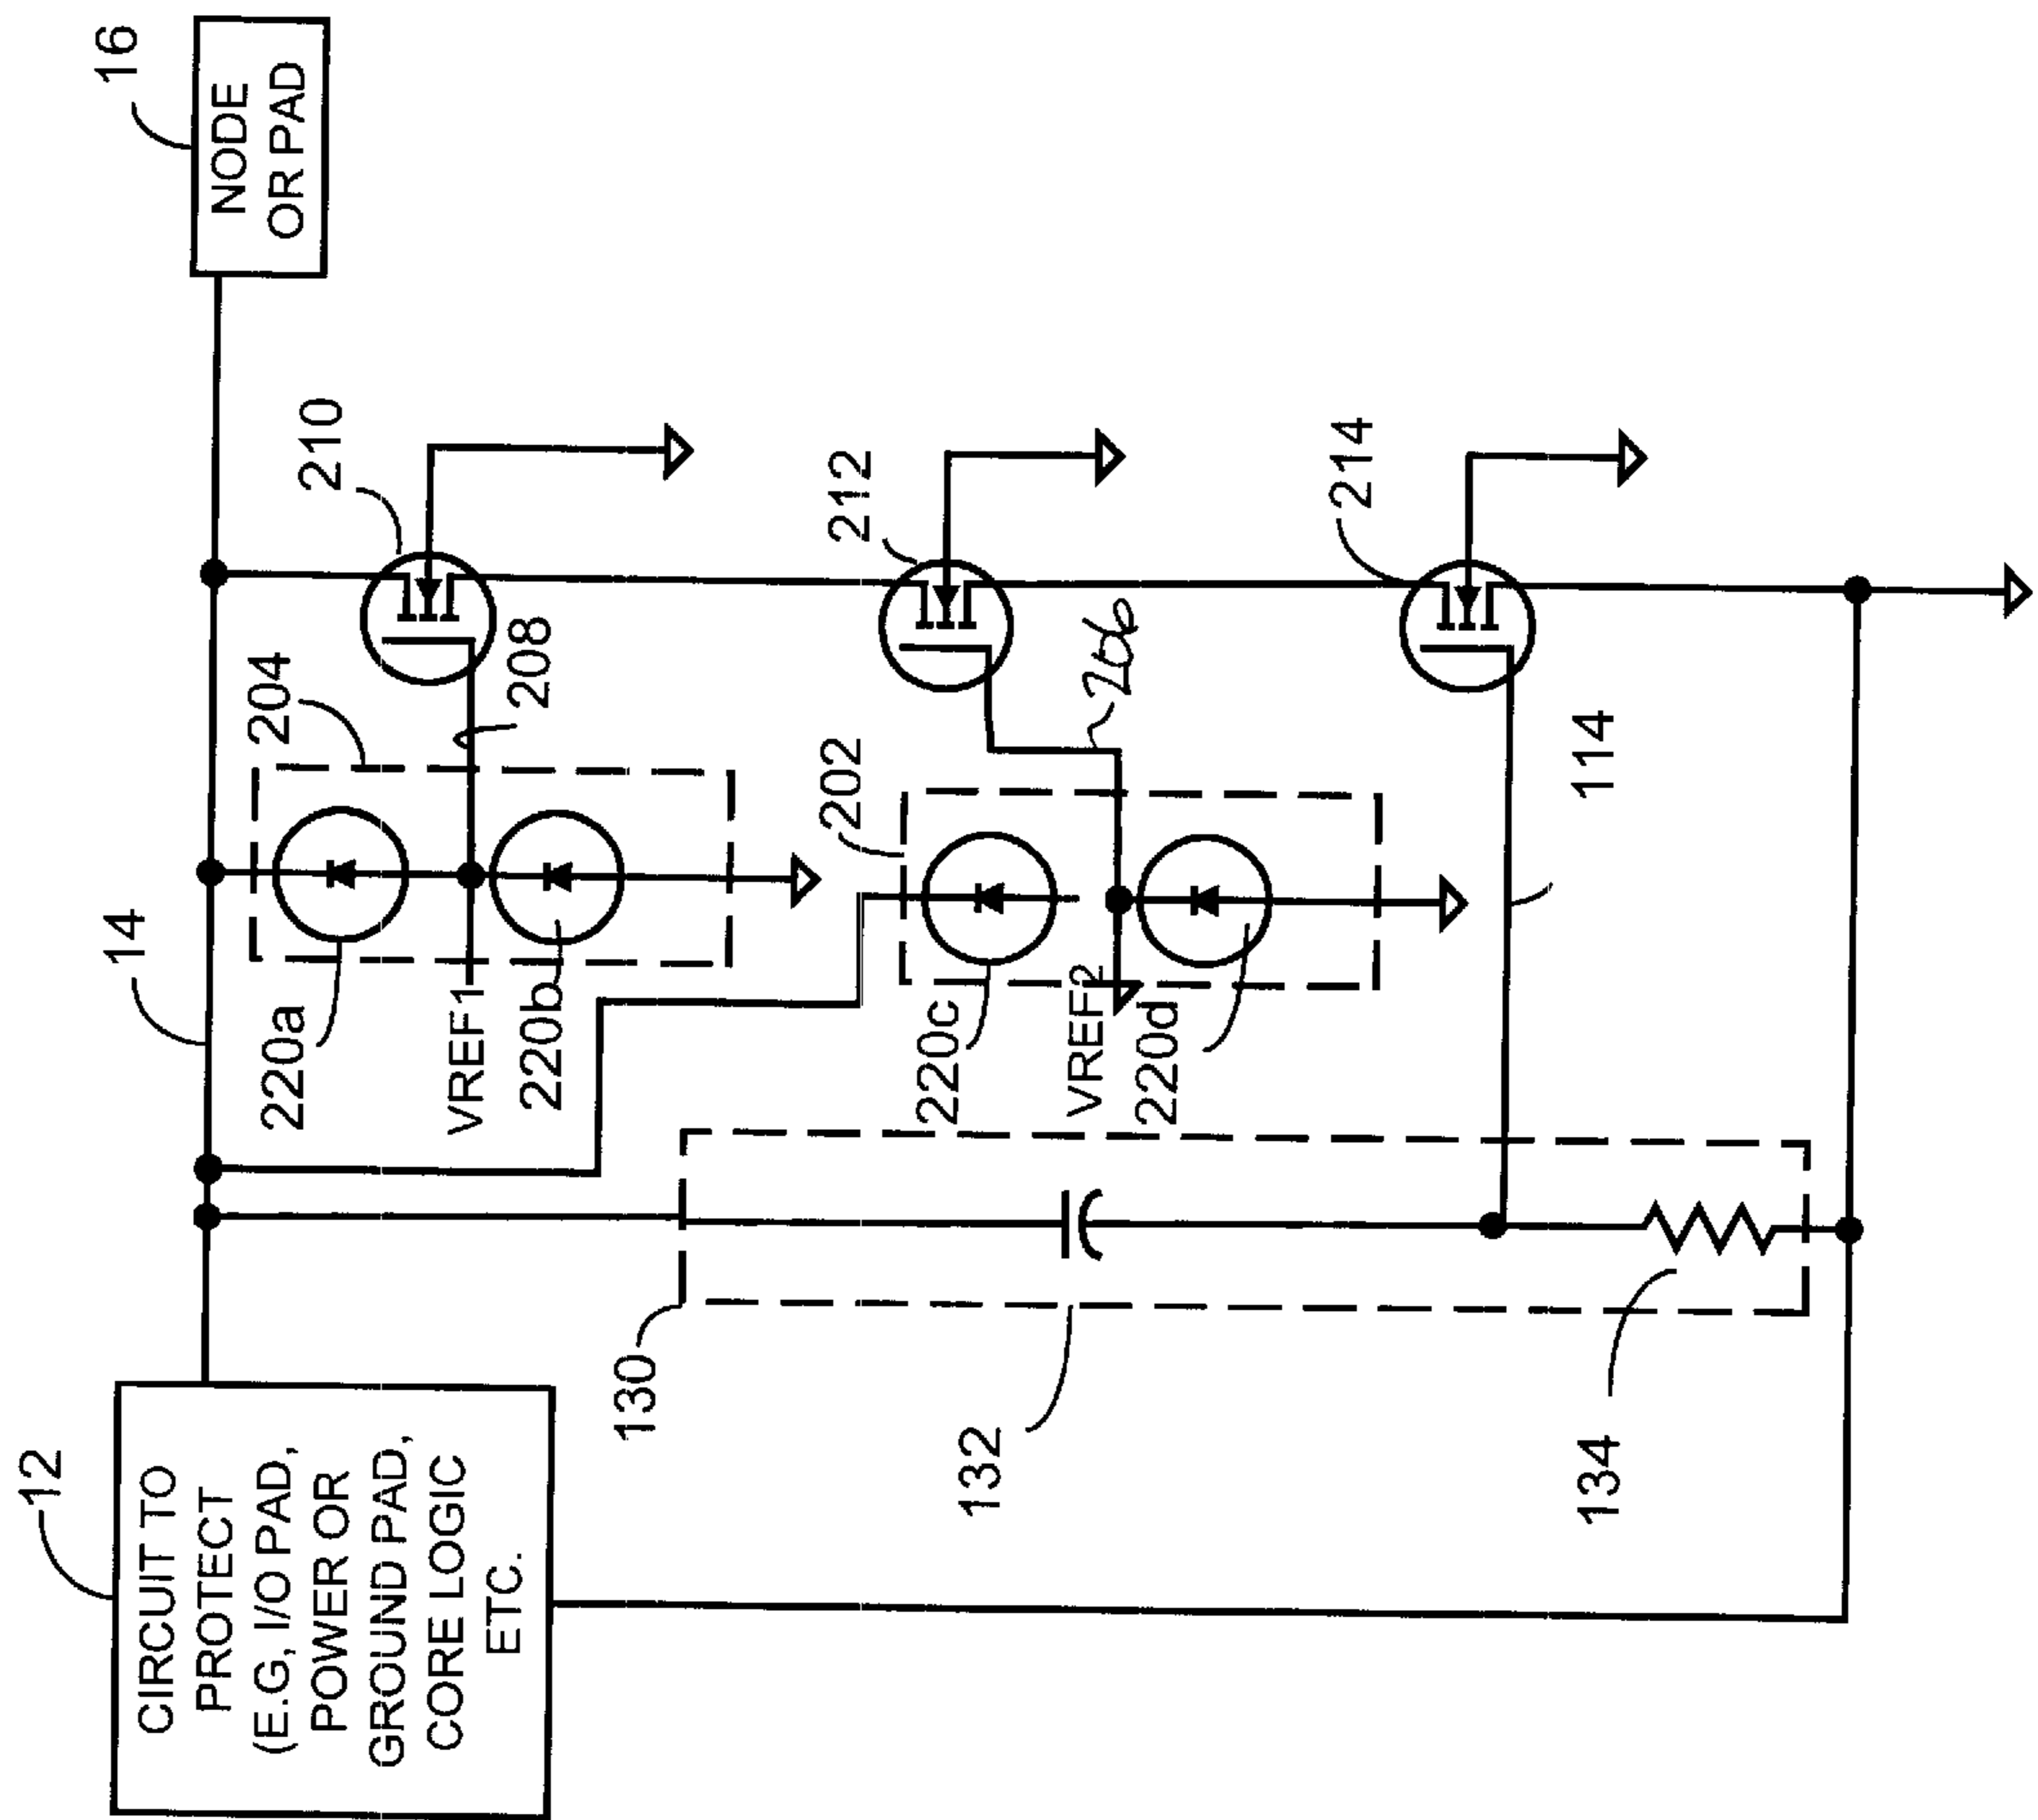 12
CIRCUIT TO
PROTECT
(E.G, I/O PAD,
POWER OR
GROUND PAD,
CORE LOGIC
ETC.
14
16
NODE
OR PAD
130
132
134
220a
VREF1
220b
204
208
210
220c
VREF2
220d
202
206
212
114
214